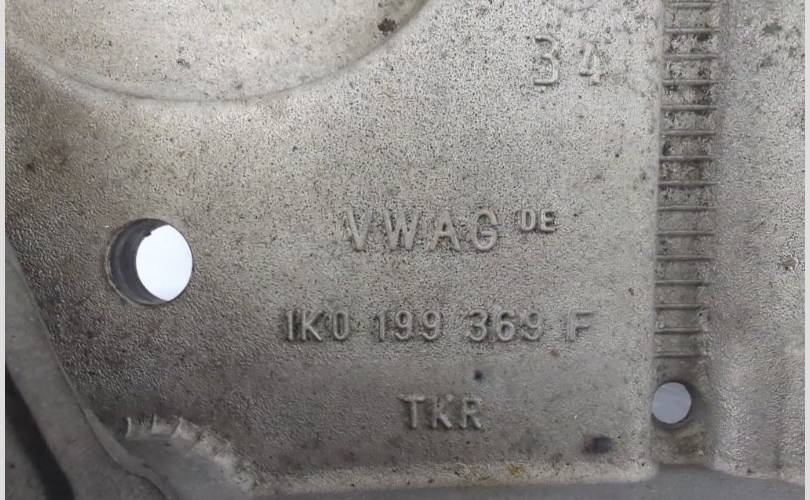 34
VWAG DE
1K0 199 369 F
TKR